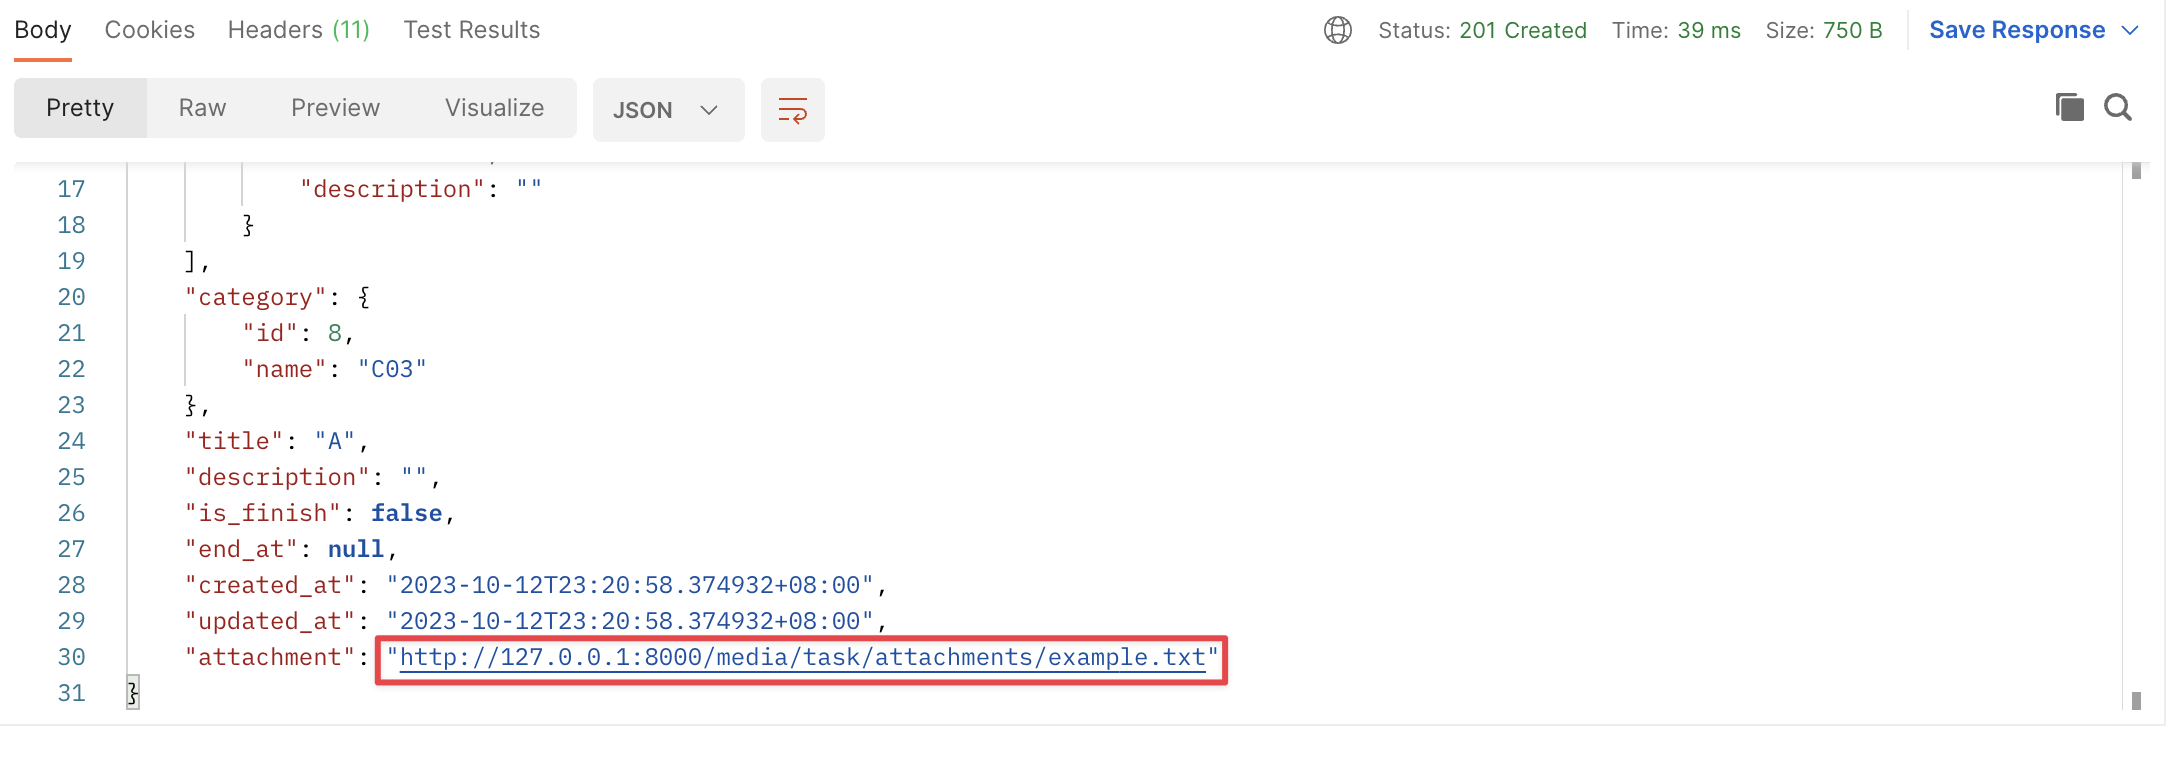 Body Cookies Headers (11) Test Results Status: 201 Created Time: 39 ms Size: 750 B Save Response
Pretty Raw Preview Visualize JSON
17 "description": ""
18 }
19 ],
20 "category": {
21 "id": 8,
22 "name": "C03"
23 },
24 "title": "A",
25 "description": "",
26 "is_finish": false,
27 "end_at": null,
28 "created_at": "2023-10-12T23:20:58.374932+08:00",
29 "updated_at": "2023-10-12T23:20:58.374932+08:00",
30 "attachment": "http://127.0.0.1:8000/media/task/attachments/example.txt"
31 }